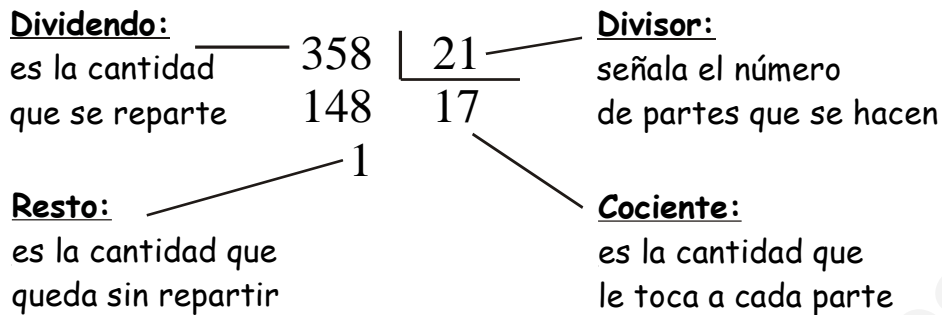 Dividendo:
es la cantidad
que se reparte
358 21
148 17
1
Divisor:
señala el número
de partes que se hacen
Resto:
es la cantidad que
queda sin repartir
Cociente:
es la cantidad que
le toca a cada parte